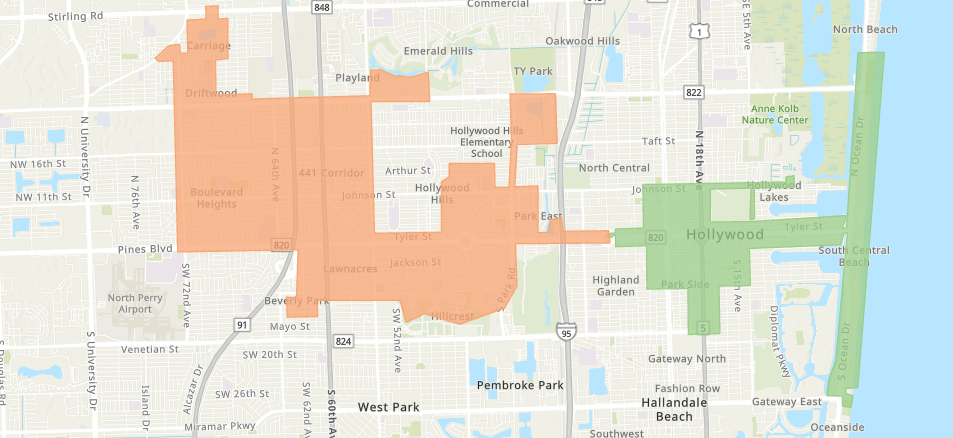 Stirling Rd
848
Commercial
1
SE 5th Ave
North Beach
Carriage
Emerald Hills
Oakwood Hills
Playland
TY Park
Driftwood
822
Anne Kolb
Nature Center
N University Dr
Hollywood Hills
Elementary
School
Taft St
N Ocean Dr
NW 16th St
N 64th Ave
441 Corridor
Arthur St
North Central
N 18th Ave
NW 11th St
N 76th Ave
Boulevard
Heights
Johnson St
Hollywood
Hills
Johnson St
Hollywood
Lakes
Park East
Tyler St
Pines Blvd
820
Tyler St
820
Hollywood
South Central
Beach
Jackson St
Lawnacres
SW 72nd Ave
Park Rd
Highland
Garden
Park Side
S 15th Ave
North Perry
Airport
Beverly Park
Hillcrest
91
Mayo St
SW 52nd Ave
95
S
Diplomat Pkwy
S Ocean Dr
Venetian St
824
SW 20th St
S University Dr
S Douglas Rd
Gateway North
Alcazar Dr
Island Dr
SW 26th St
SW 62nd Ave
S 60th Ave
Pembroke Park
Fashion Row
West Park
Hallandale
Beach
Gateway East
Miramar Pkwy
Southwest
Oceanside